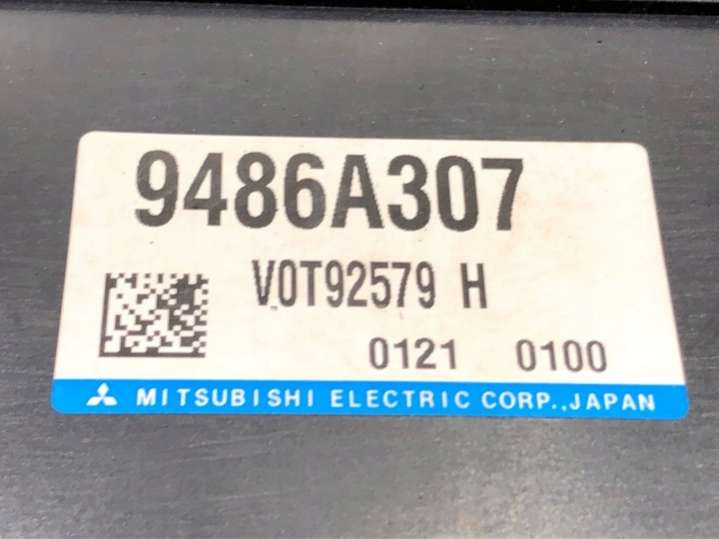 9486A307
V0T92579 H
0121 0100
MITSUBISHI ELECTRIC CORP.,JAPAN